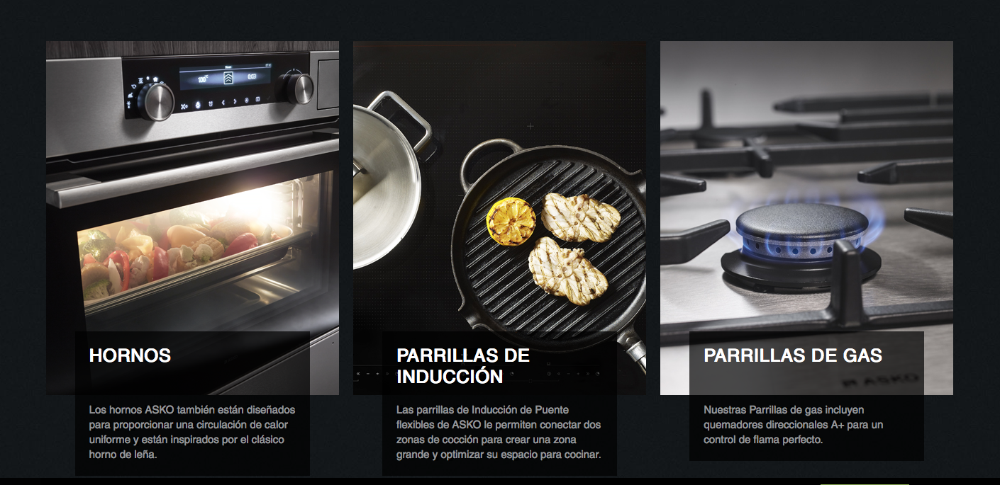 HORNOS
Los hornos ASKO también están diseñados
para proporcionar una circulación de calor
uniforme y están inspirados por el clásico
horno de leña.
PARRILLAS DE
INDUCCIÓN
Las parrillas de Inducción de Puente
flexibles de ASKO le permiten conectar dos
zonas de cocción para crear una zona
grande y optimizar su espacio para cocinar.
ASKO
PARRILLAS DE GAS
Nuestras Parrillas de gas incluyen
quemadores direccionales A+ para un
control de flama perfecto.